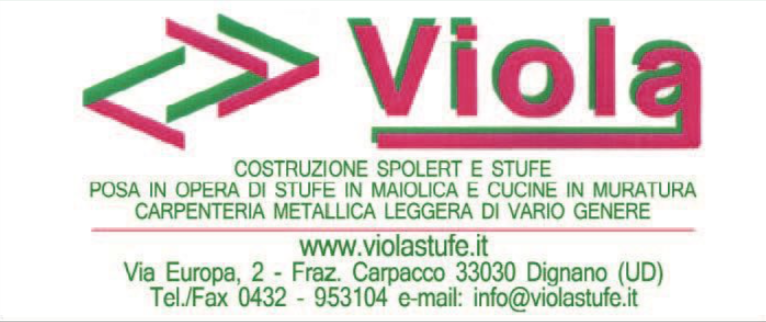 Viola
COSTRUZIONE SPOLERT E STUFE
POSA IN OPERA DI STUFE IN MAIOLICA E CUCINE IN MURATURA
CARPENTERIA METALLICA LEGGERA DI VARIO GENERE
www.violastufe.it
Via Europa, 2 - Fraz. Carpacco 33030 Dignano (UD)
Tel./Fax 0432 - 953104 e-mail: info@violastufe.it